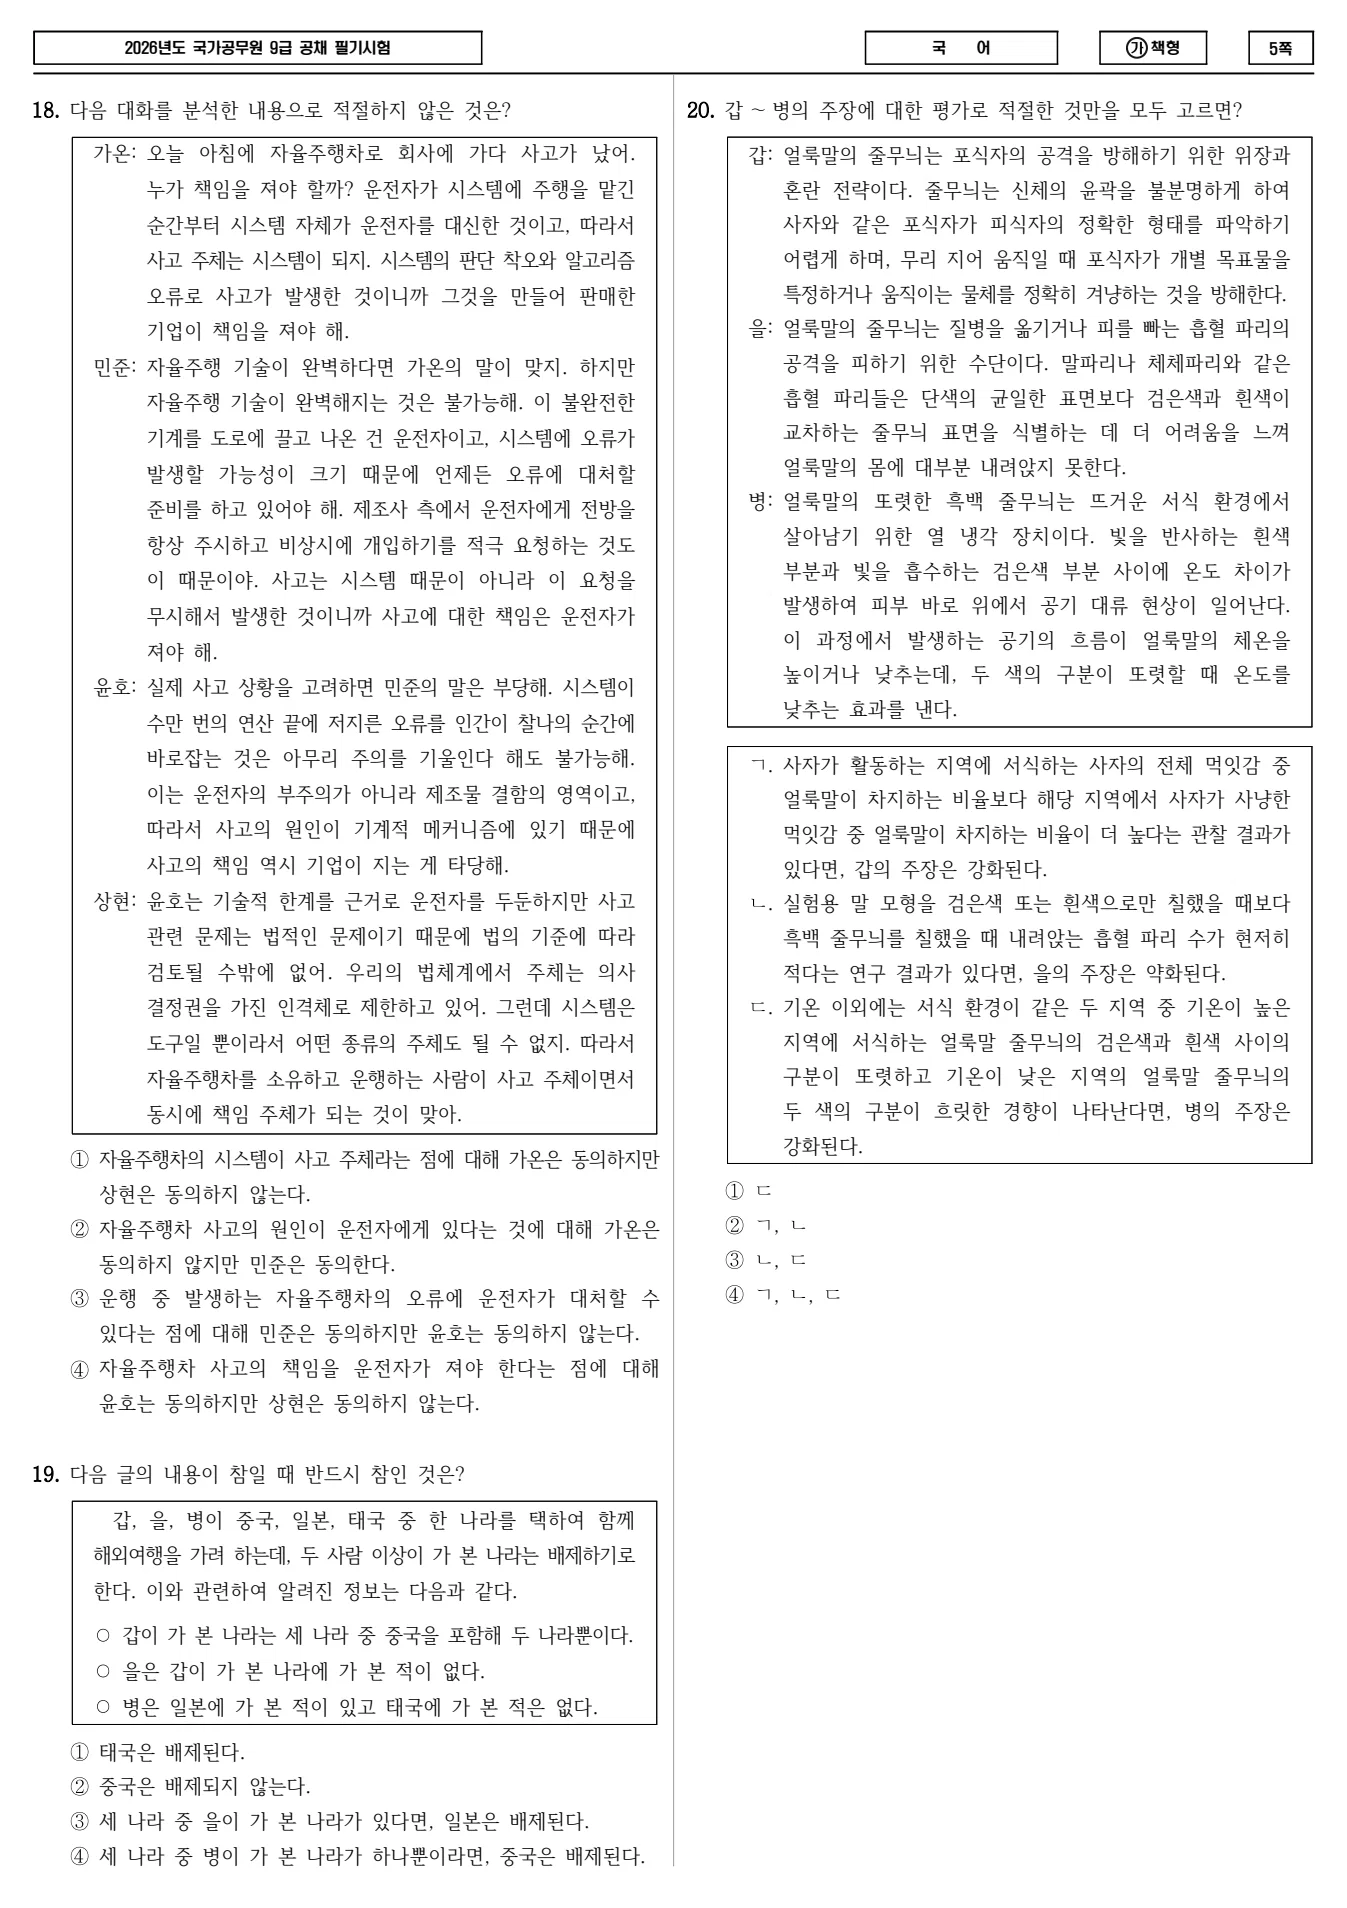 2026년도 국가공무원 9급 공채 필기시험
국 어
㉮ 책형
5쪽
18. 다음 대화를 분석한 내용으로 적절하지 않은 것은?
가온: 오늘 아침에 자율주행차로 회사에 가다 사고가 났어.
누가 책임을 져야 할까? 운전자가 시스템에 주행을 맡긴
순간부터 시스템 자체가 운전자를 대신한 것이고, 따라서
사고 주체는 시스템이 되지. 시스템의 판단 착오와 알고리즘
오류로 사고가 발생한 것이니까 그것을 만들어 판매한
기업이 책임을 져야 해.
민준: 자율주행 기술이 완벽하다면 가온의 말이 맞지. 하지만
자율주행 기술이 완벽해지는 것은 불가능해. 이 불완전한
기계를 도로에 끌고 나온 건 운전자이고, 시스템에 오류가
발생할 가능성이 크기 때문에 언제든 오류에 대처할
준비를 하고 있어야 해. 제조사 측에서 운전자에게 전방을
항상 주시하고 비상시에 개입하기를 적극 요청하는 것도
이 때문이야. 사고는 시스템 때문이 아니라 이 요청을
무시해서 발생한 것이니까 사고에 대한 책임은 운전자가
져야 해.
윤호: 실제 사고 상황을 고려하면 민준의 말은 부당해. 시스템이
수만 번의 연산 끝에 저지른 오류를 인간이 찰나의 순간에
바로잡는 것은 아무리 주의를 기울인다 해도 불가능해.
이는 운전자의 부주의가 아니라 제조물 결함의 영역이고,
따라서 사고의 원인이 기계적 메커니즘에 있기 때문에
사고의 책임 역시 기업이 지는 게 타당해.
상현: 윤호는 기술적 한계를 근거로 운전자를 두둔하지만 사고
관련 문제는 법적인 문제이기 때문에 법의 기준에 따라
검토될 수밖에 없어. 우리의 법체계에서 주체는 의사
결정권을 가진 인격체로 제한하고 있어. 그런데 시스템은
도구일 뿐이라서 어떤 종류의 주체도 될 수 없지. 따라서
자율주행차를 소유하고 운행하는 사람이 사고 주체이면서
동시에 책임 주체가 되는 것이 맞아.
① 자율주행차의 시스템이 사고 주체라는 점에 대해 가온은 동의하지만
상현은 동의하지 않는다.
② 자율주행차 사고의 원인이 운전자에게 있다는 것에 대해 가온은
동의하지 않지만 민준은 동의한다.
③ 운행 중 발생하는 자율주행차의 오류에 운전자가 대처할 수
있다는 점에 대해 민준은 동의하지만 윤호는 동의하지 않는다.
④ 자율주행차 사고의 책임을 운전자가 져야 한다는 점에 대해
윤호는 동의하지만 상현은 동의하지 않는다.
19. 다음 글의 내용이 참일 때 반드시 참인 것은?
갑, 을, 병이 중국, 일본, 태국 중 한 나라를 택하여 함께
해외여행을 가려 하는데, 두 사람 이상이 가 본 나라는 배제하기로
한다. 이와 관련하여 알려진 정보는 다음과 같다.
○ 갑이 가 본 나라는 세 나라 중 중국을 포함해 두 나라뿐이다.
○ 을은 갑이 가 본 나라에 가 본 적이 없다.
○ 병은 일본에 가 본 적이 있고 태국에 가 본 적은 없다.
① 태국은 배제된다.
② 중국은 배제되지 않는다.
③ 세 나라 중 을이 가 본 나라가 있다면, 일본은 배제된다.
④ 세 나라 중 병이 가 본 나라가 하나뿐이라면, 중국은 배제된다.
20. 갑 ~ 병의 주장에 대한 평가로 적절한 것만을 모두 고르면?
갑: 얼룩말의 줄무늬는 포식자의 공격을 방해하기 위한 위장과
혼란 전략이다. 줄무늬는 신체의 윤곽을 불분명하게 하여
사자와 같은 포식자가 피식자의 정확한 형태를 파악하기
어렵게 하며, 무리 지어 움직일 때 포식자가 개별 목표물을
특정하거나 움직이는 물체를 정확히 겨냥하는 것을 방해한다.
을: 얼룩말의 줄무늬는 질병을 옮기거나 피를 빠는 흡혈 파리의
공격을 피하기 위한 수단이다. 말파리나 체체파리와 같은
흡혈 파리들은 단색의 균일한 표면보다 검은색과 흰색이
교차하는 줄무늬 표면을 식별하는 데 더 어려움을 느껴
얼룩말의 몸에 대부분 내려앉지 못한다.
병: 얼룩말의 또렷한 흑백 줄무늬는 뜨거운 서식 환경에서
살아남기 위한 열 냉각 장치이다. 빛을 반사하는 흰색
부분과 빛을 흡수하는 검은색 부분 사이에 온도 차이가
발생하여 피부 바로 위에서 공기 대류 현상이 일어난다.
이 과정에서 발생하는 공기의 흐름이 얼룩말의 체온을
높이거나 낮추는데, 두 색의 구분이 또렷할 때 온도를
낮추는 효과를 낸다.
ㄱ. 사자가 활동하는 지역에 서식하는 사자의 전체 먹잇감 중
얼룩말이 차지하는 비율보다 해당 지역에서 사자가 사냥한
먹잇감 중 얼룩말이 차지하는 비율이 더 높다는 관찰 결과가
있다면, 갑의 주장은 강화된다.
ㄴ. 실험용 말 모형을 검은색 또는 흰색으로만 칠했을 때보다
흑백 줄무늬를 칠했을 때 내려앉는 흡혈 파리 수가 현저히
적다는 연구 결과가 있다면, 을의 주장은 약화된다.
ㄷ. 기온 이외에는 서식 환경이 같은 두 지역 중 기온이 높은
지역에 서식하는 얼룩말 줄무늬의 검은색과 흰색 사이의
구분이 또렷하고 기온이 낮은 지역의 얼룩말 줄무늬의
두 색의 구분이 흐릿한 경향이 나타난다면, 병의 주장은
강화된다.
① ㄷ
② ㄱ, ㄴ
③ ㄴ, ㄷ
④ ㄱ, ㄴ, ㄷ